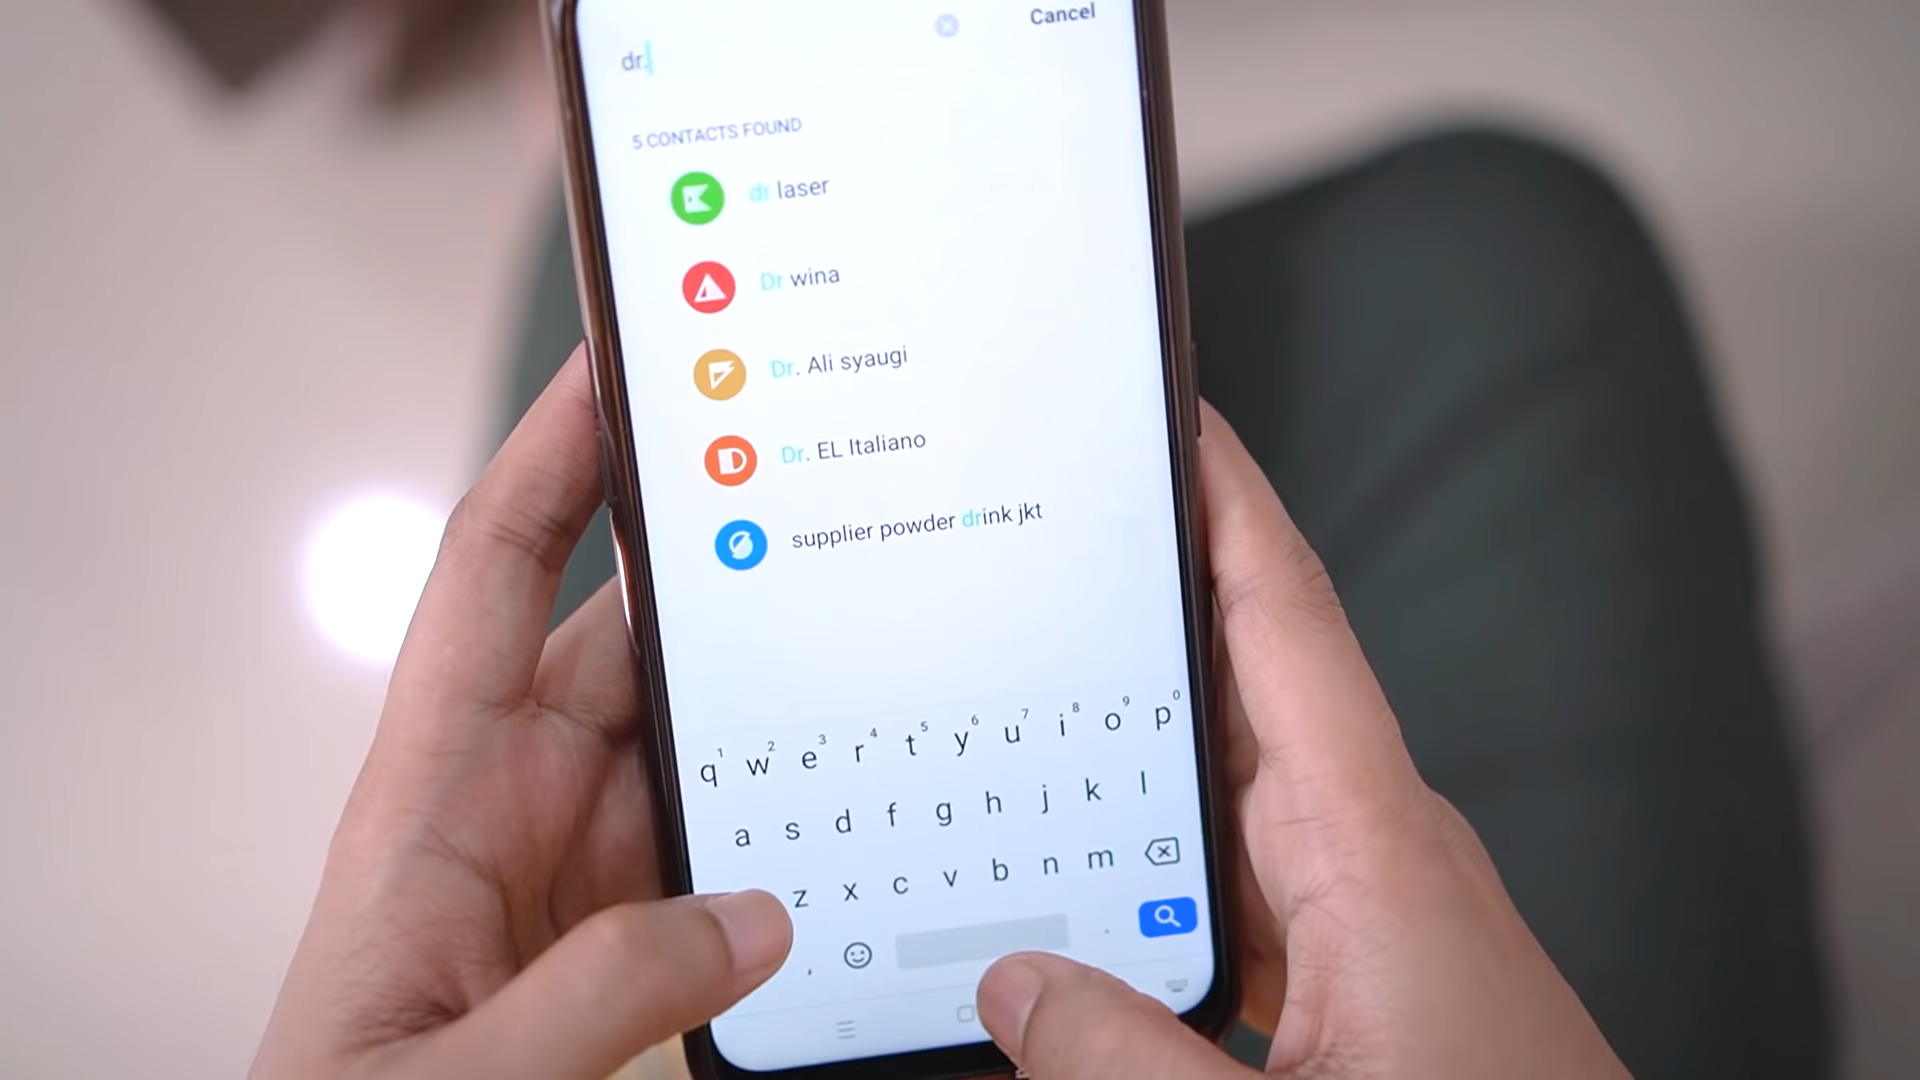 Cancel
dr.
5 CONTACTS FOUND
dr laser
Dr wina
Dr. Ali syaugi
Dr. EL Italiano
supplier powder drink jkt
1 2 3 4 5 6 7 8 9 0
q w e r t y u i o p
a s d f g h j k l
z x c v b n m
, .